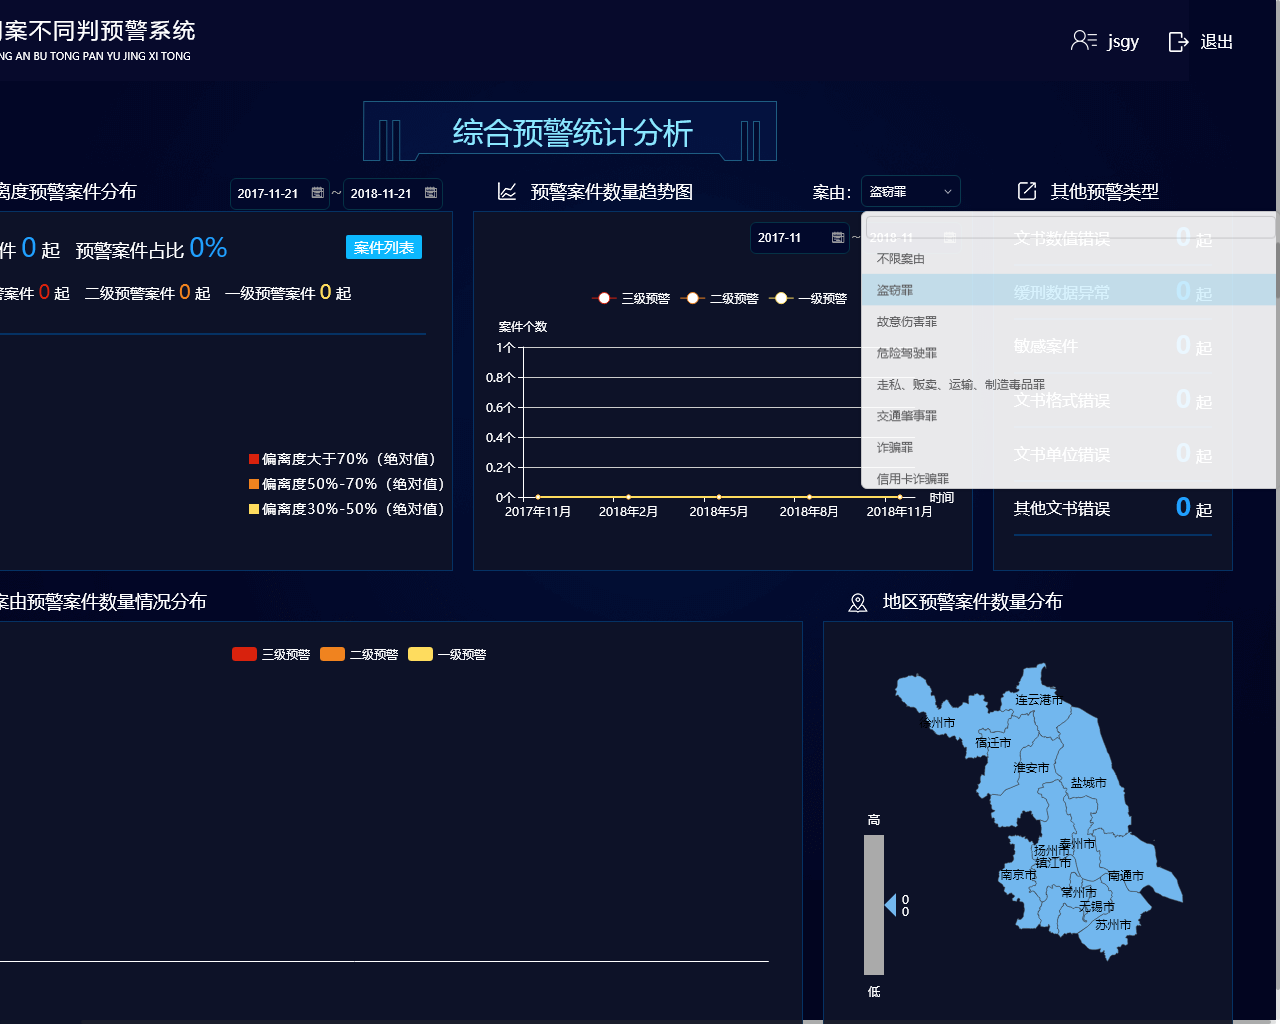 案不同判预警系统
NG AN BU TONG PAN YU JING XI TONG
jsgy
退出
综合预警统计分析
离度预警案件分布
2017-11-21
~
2018-11-21
件 0 起
预警案件占比 0%
案件列表
警案件 0 起
二级预警案件 0 起
一级预警案件 0 起
偏离度大于70%（绝对值）
偏离度50%-70%（绝对值）
偏离度30%-50%（绝对值）
预警案件数量趋势图
案由：
盗窃罪
2017-11
~
2018-11
三级预警
二级预警
一级预警
案件个数
1个
0.8个
0.6个
0.4个
0.2个
0个
2017年11月
2018年2月
2018年5月
2018年8月
2018年11月
时间
不限案由
盗窃罪
故意伤害罪
危险驾驶罪
走私、贩卖、运输、制造毒品罪
交通肇事罪
诈骗罪
信用卡诈骗罪
其他预警类型
文书数值错误 0 起
缓刑数据异常 0 起
敏感案件 0 起
文书格式错误 0 起
文书单位错误 0 起
其他文书错误 0 起
案由预警案件数量情况分布
三级预警
二级预警
一级预警
地区预警案件数量分布
连云港市
徐州市
宿迁市
淮安市
盐城市
泰州市
扬州市
镇江市
南京市
南通市
常州市
无锡市
苏州市
高
0
0
低